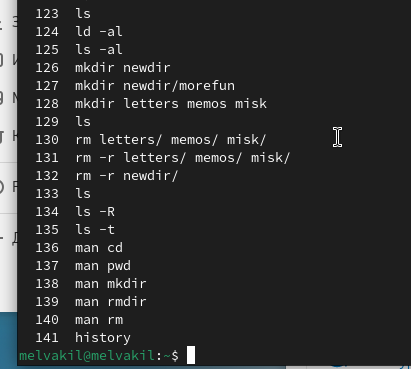 123 ls
124 ld -al
125 ls -al
126 mkdir newdir
127 mkdir newdir/morefun
128 mkdir letters memos misk
129 ls
130 rm letters/ memos/ misk/
131 rm -r letters/ memos/ misk/
132 rm -r newdir/
133 ls
134 ls -R
135 ls -t
136 man cd
137 man pwd
138 man mkdir
139 man rmdir
140 man rm
141 history
melvakil@melvakil:~$